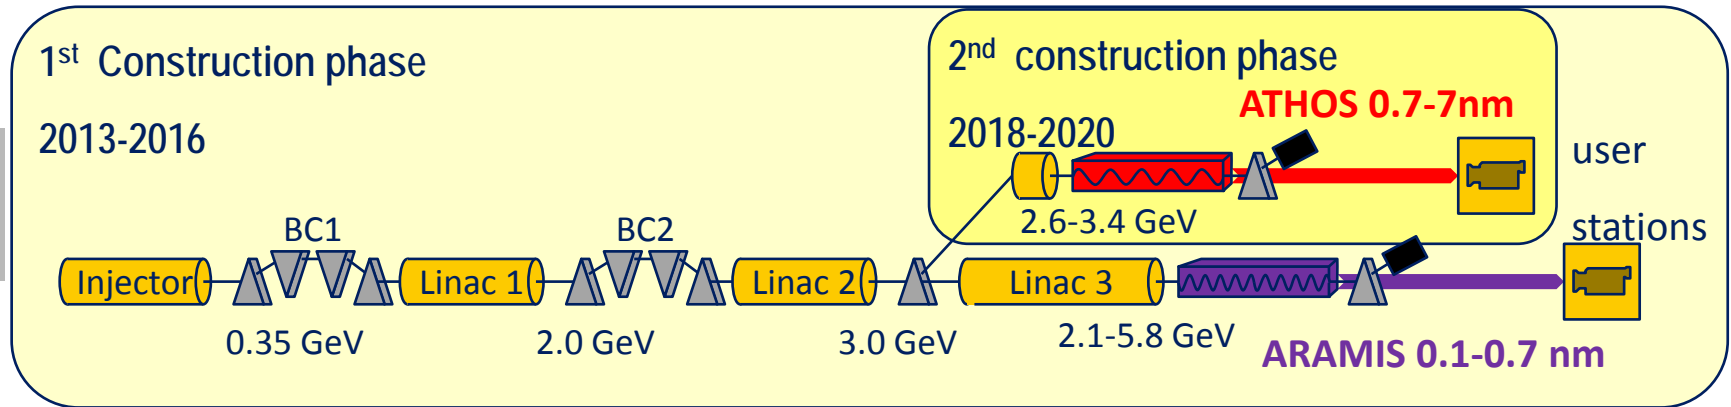 1st Construction phase
2013-2016
2nd construction phase
ATHOS 0.7-7nm
2018-2020
user
stations
2.6-3.4 GeV
BC1
BC2
Injector
Linac 1
Linac 2
Linac 3
0.35 GeV
2.0 GeV
3.0 GeV
2.1-5.8 GeV
ARAMIS 0.1-0.7 nm